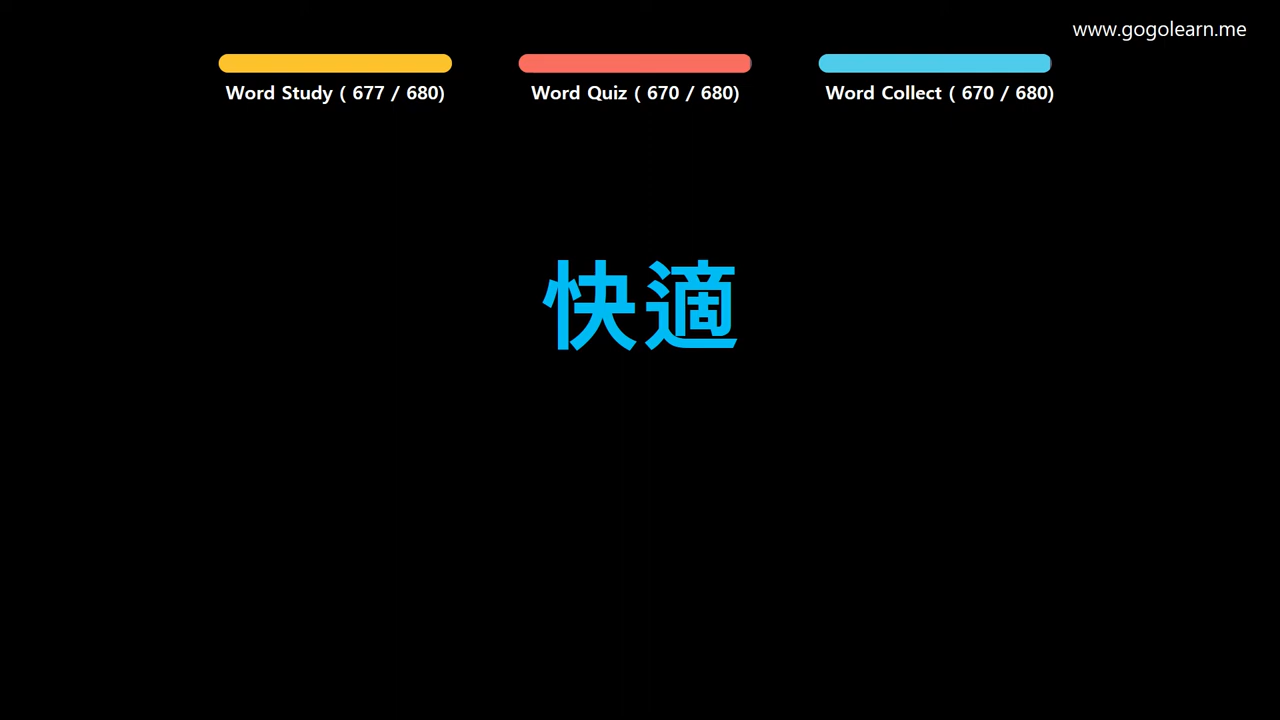 www.gogolearn.me
Word Study ( 677 / 680)
Word Quiz ( 670 / 680)
Word Collect ( 670 / 680)
快適